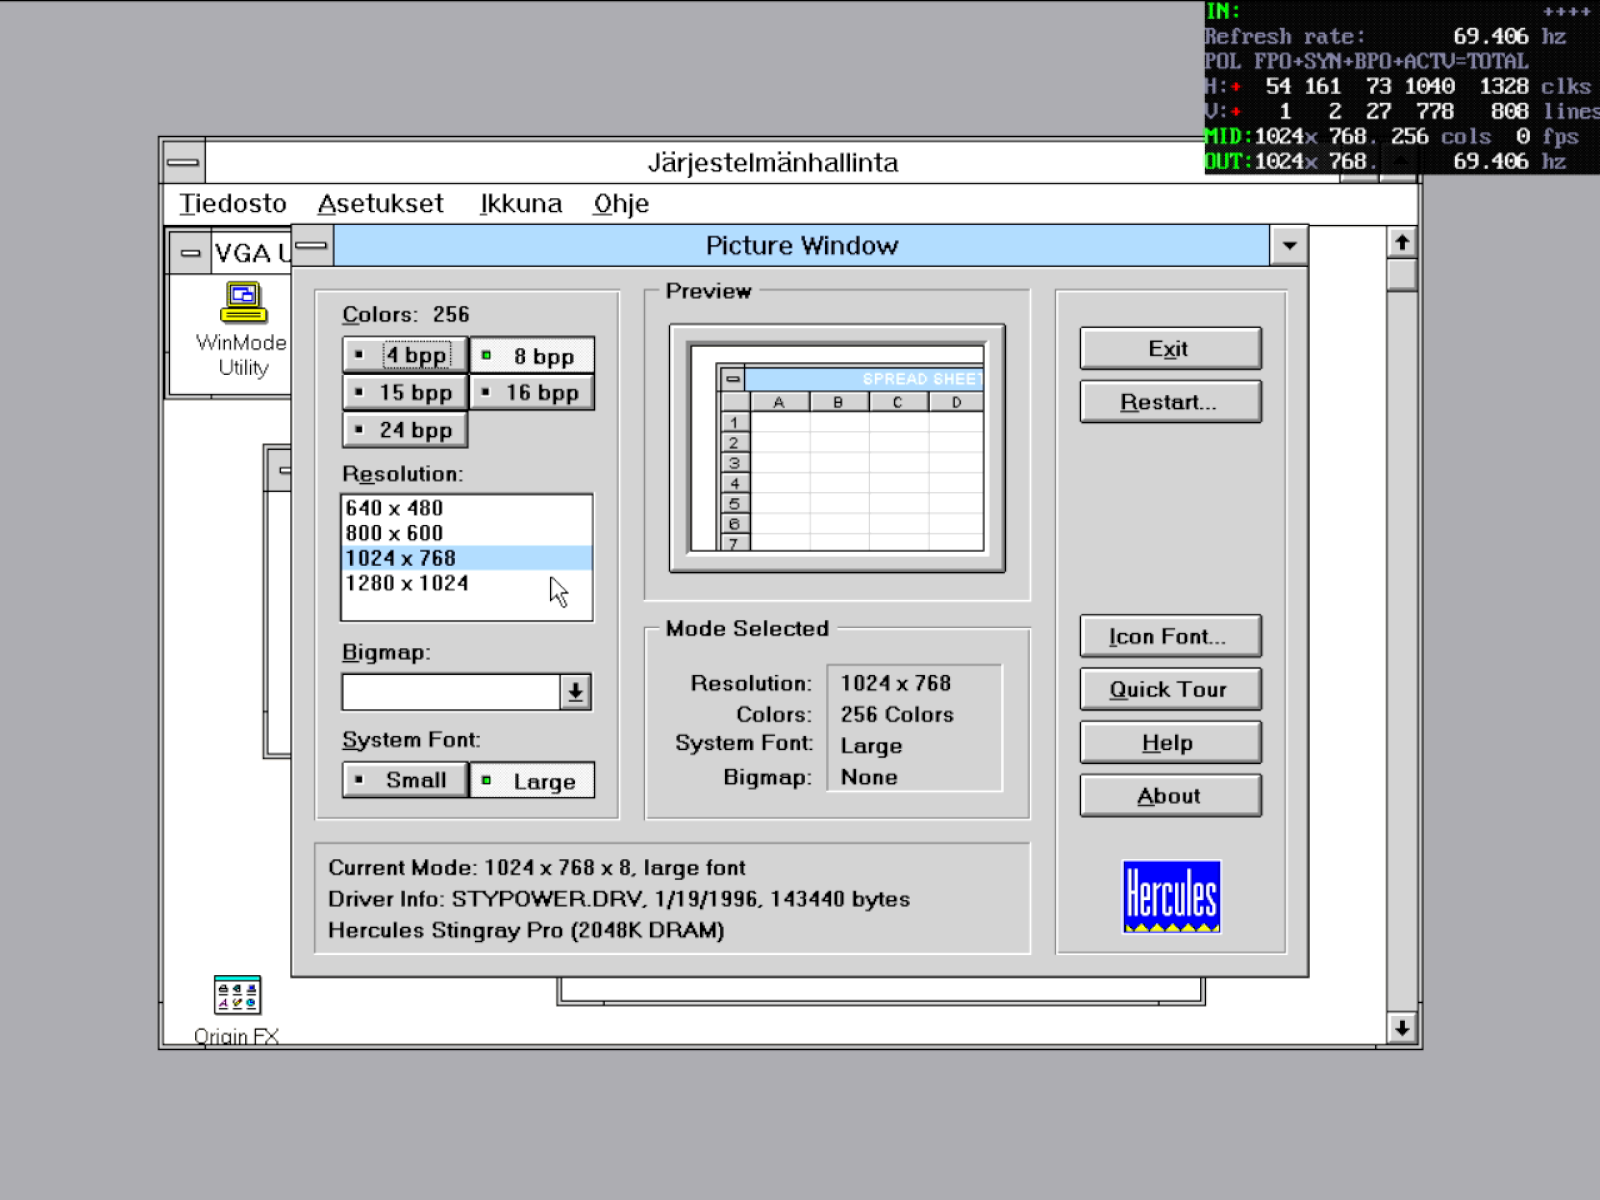 IN: ++++
Refresh rate: 69.406 hz
POL FPO+SYN+BPO+ACTV=TOTAL
H:+ 54 161 73 1040 1328 clks
V:+ 1 2 27 778 808 lines
MID:1024x 768. 256 cols 0 fps
OUT:1024x 768. 69.406 hz
Järjestelmänhallinta
Tiedosto Asetukset Ikkuna Ohje
VGA U
WinMode
Utility
Picture Window
Colors: 256
4 bpp 8 bpp
15 bpp 16 bpp
24 bpp
Resolution:
640 x 480
800 x 600
1024 x 768
1280 x 1024
Bigmap:
System Font:
Small Large
Preview
SPREAD SHEET
A B C D
1
2
3
4
5
6
7
Mode Selected
Resolution: 1024 x 768
Colors: 256 Colors
System Font: Large
Bigmap: None
Exit
Restart...
Icon Font...
Quick Tour
Help
About
Hercules
Current Mode: 1024 x 768 x 8, large font
Driver Info: STYPOWER.DRV, 1/19/1996, 143440 bytes
Hercules Stingray Pro (2048K DRAM)
Origin FX